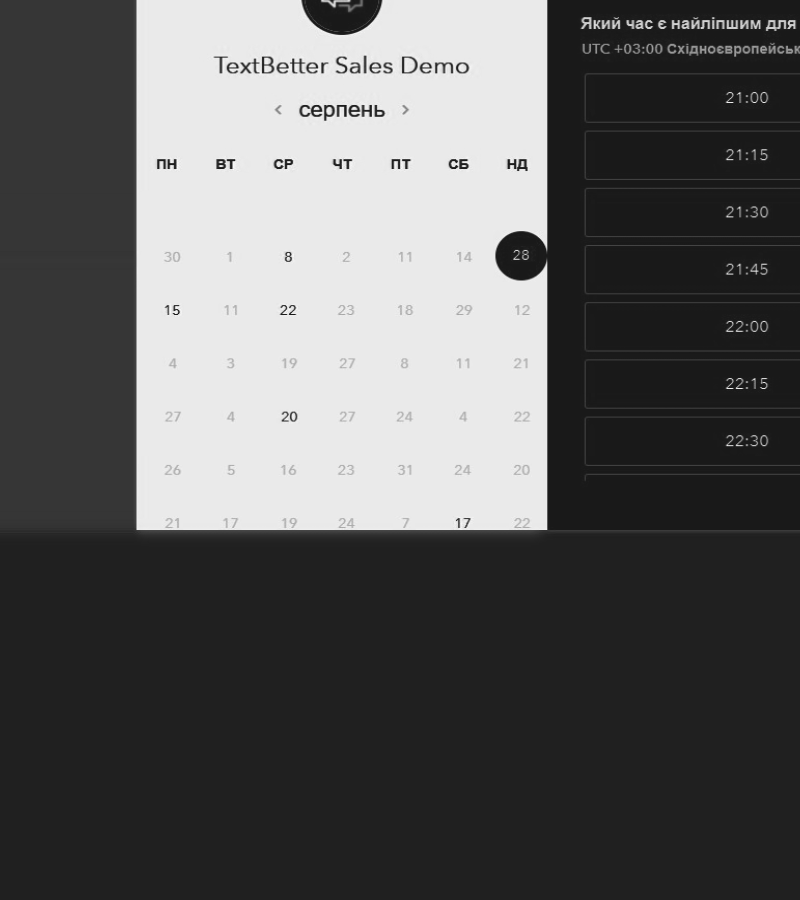 TextBetter Sales Demo
< серпень >
ПН ВТ СР ЧТ ПТ СБ НД
30 1 8 2 11 14 28
15 11 22 23 18 29 12
4 3 19 27 8 11 21
27 4 20 27 24 4 22
26 5 16 23 31 24 20
21 17 19 24 7 17 22
Який час є найліпшим для
UTC +03:00 Східноєвропейськ
21:00
21:15
21:30
21:45
22:00
22:15
22:30